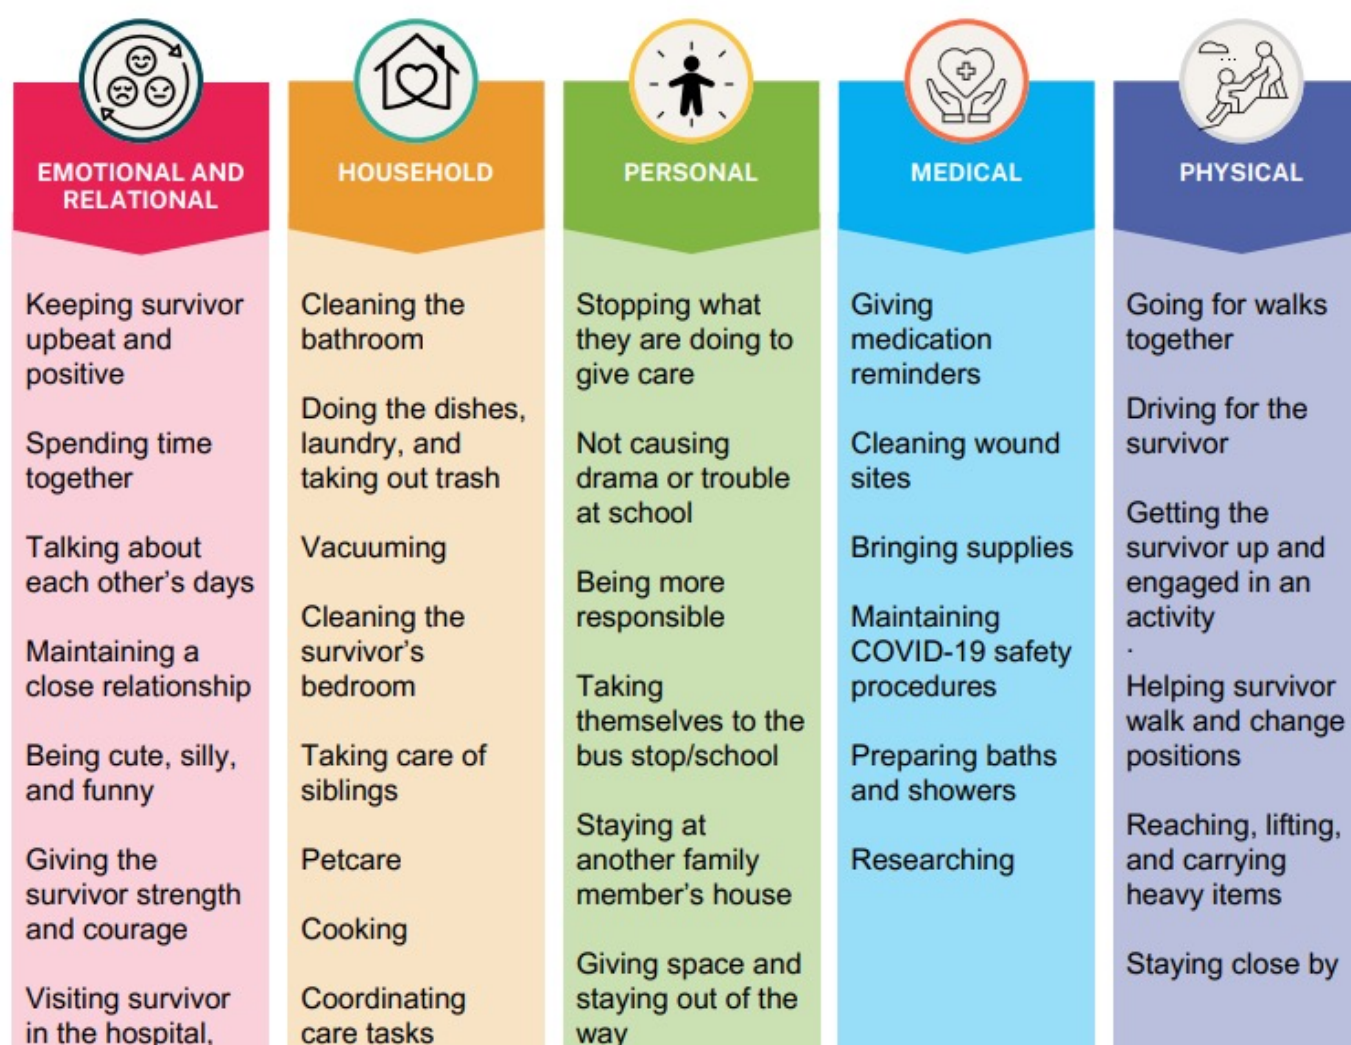 EMOTIONAL AND
RELATIONAL
Keeping survivor
upbeat and
positive
Spending time
together
Talking about
each other's days
Maintaining a
close relationship
Being cute, silly,
and funny
Giving the
survivor strength
and courage
Visiting survivor
in the hospital,
HOUSEHOLD
Cleaning the
bathroom
Doing the dishes,
laundry, and
taking out trash
Vacuuming
Cleaning the
survivor's
bedroom
Taking care of
siblings
Petcare
Cooking
Coordinating
care tasks
PERSONAL
Stopping what
they are doing to
give care
Not causing
drama or trouble
at school
Being more
responsible
Taking
themselves to the
bus stop/school
Staying at
another family
member's house
Giving space and
staying out of the
way
MEDICAL
Giving
medication
reminders
Cleaning wound
sites
Bringing supplies
Maintaining
COVID-19 safety
procedures
Preparing baths
and showers
Researching
PHYSICAL
Going for walks
together
Driving for the
survivor
Getting the
survivor up and
engaged in an
activity
.
Helping survivor
walk and change
positions
Reaching, lifting,
and carrying
heavy items
Staying close by